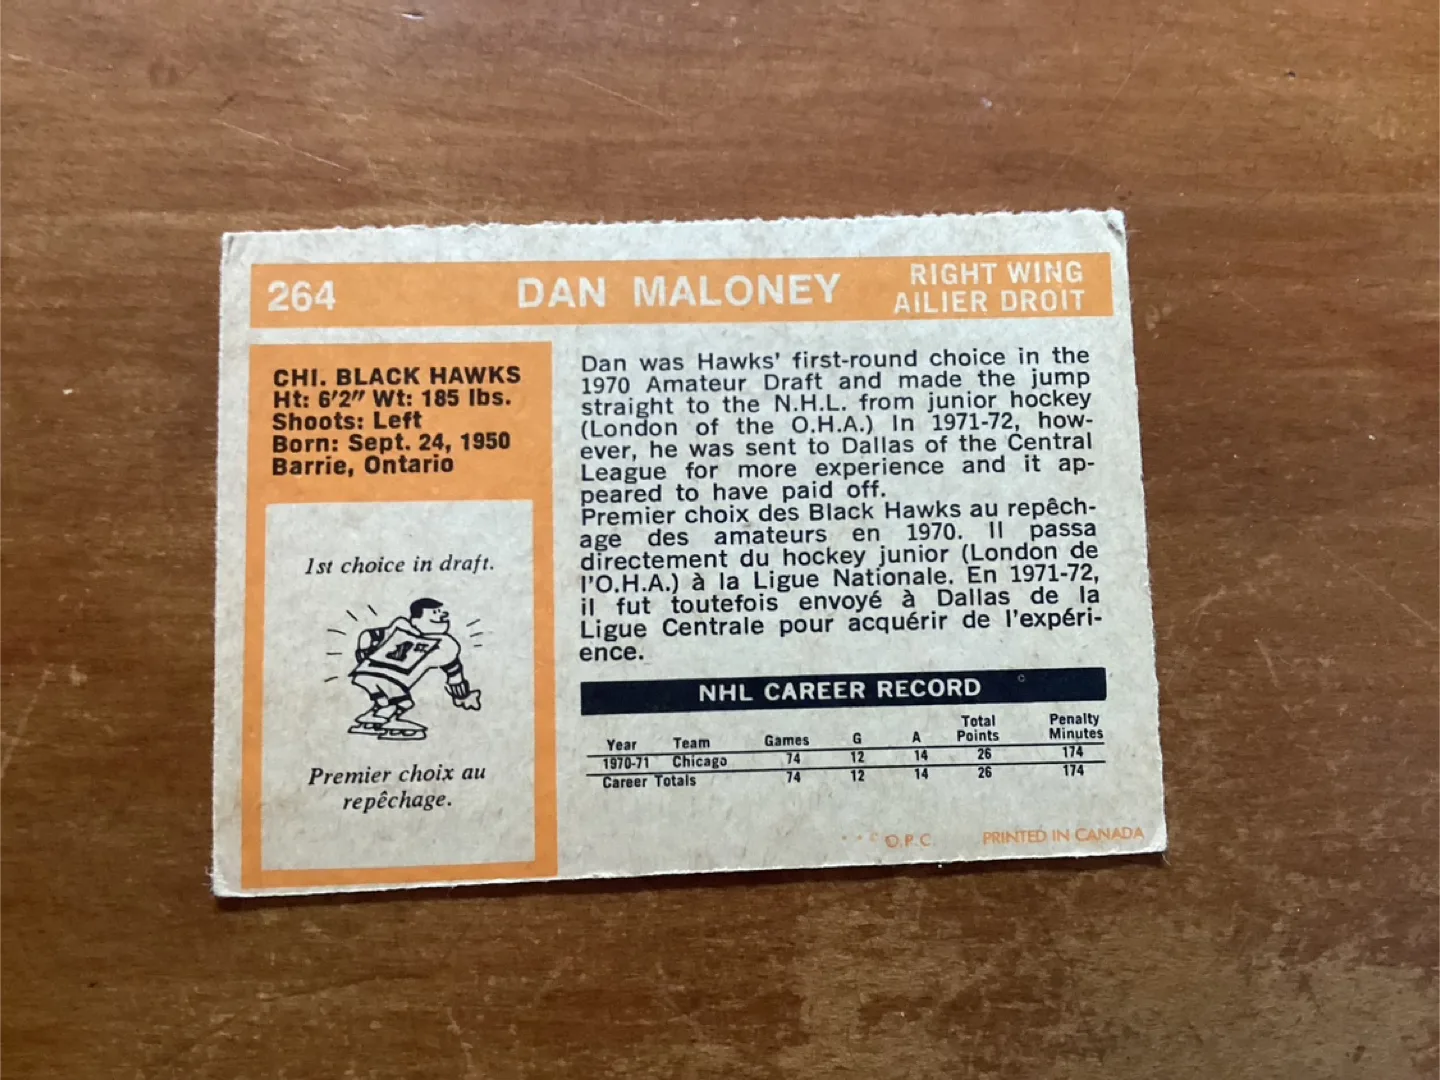 264
DAN MALONEY
RIGHT WING
AILIER DROIT
CHI. BLACK HAWKS
Ht: 6'2" Wt: 185 lbs.
Shoots: Left
Born: Sept. 24, 1950
Barrie, Ontario
1st choice in draft.
1st
Premier choix au
repêchage.
Dan was Hawks' first-round choice in the
1970 Amateur Draft and made the jump
straight to the N.H.L. from junior hockey
(London of the O.H.A.) In 1971-72, how-
ever, he was sent to Dallas of the Central
League for more experience and it ap-
peared to have paid off.
Premier choix des Black Hawks au repêch-
age des amateurs en 1970. Il passa
directement du hockey junior (London de
l'O.H.A.) à la Ligue Nationale. En 1971-72,
il fut toutefois envoyé à Dallas de la
Ligue Centrale pour acquérir de l'expéri-
ence.
NHL CAREER RECORD
Year Team Games G A Total Points Penalty Minutes
1970-71 Chicago 74 12 14 26 174
Career Totals 74 12 14 26 174
O.P.C. PRINTED IN CANADA